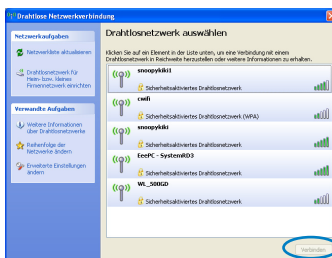 Drahtlose Netzwerkverbindung
Netzwerkaufgaben
Netzwerkliste aktualisieren
Drahtlosnetzwerk für
Heim- bzw. kleines
Firmennetzwerk einrichten
Verwandte Aufgaben
Weitere Informationen
über Drahtlosnetzwerke
Reihenfolge der
Netzwerke ändern
Erweiterte Einstellungen
ändern
Drahtlosnetzwerk auswählen
Klicken Sie auf ein Element in der Liste unten, um eine Verbindung mit einem
Drahtlosnetzwerk in Reichweite herzustellen oder weitere Informationen zu erhalten.
snoopykiki1
Sicherheitsaktiviertes Drahtlosnetzwerk
cwifi
Sicherheitsaktiviertes Drahtlosnetzwerk (WPA)
snoopykiki
Sicherheitsaktiviertes Drahtlosnetzwerk
EeePC - SystemRD3
Sicherheitsaktiviertes Drahtlosnetzwerk
WL_500GD
Sicherheitsaktiviertes Drahtlosnetzwerk
Verbinden